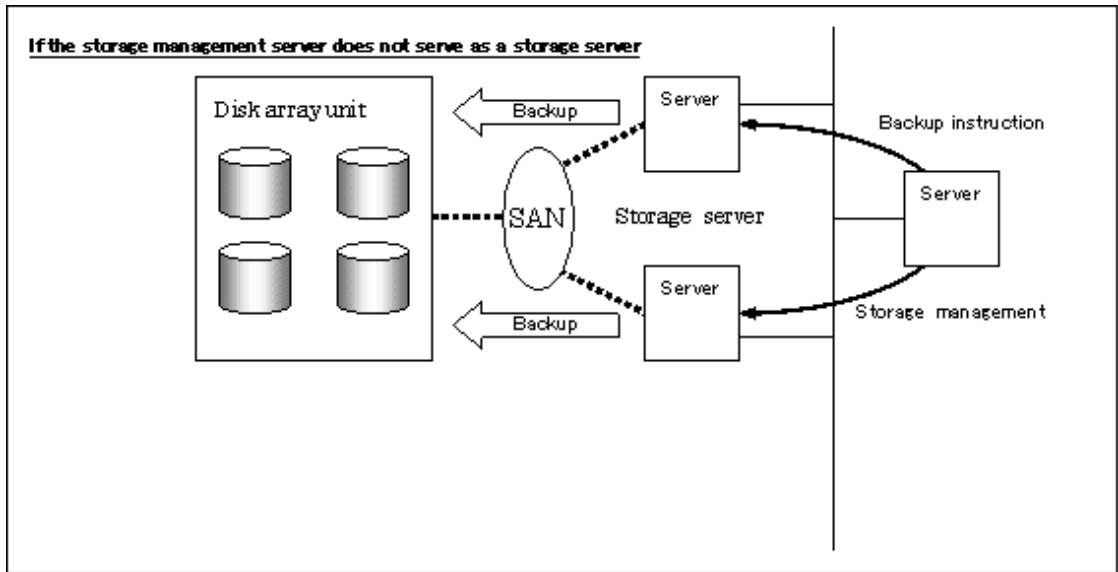 If the storage management server does not serve as a storage server
Disk array unit
Backup
Server
Backup instruction
Server
SAN
Storage server
Server
Backup
Storage management